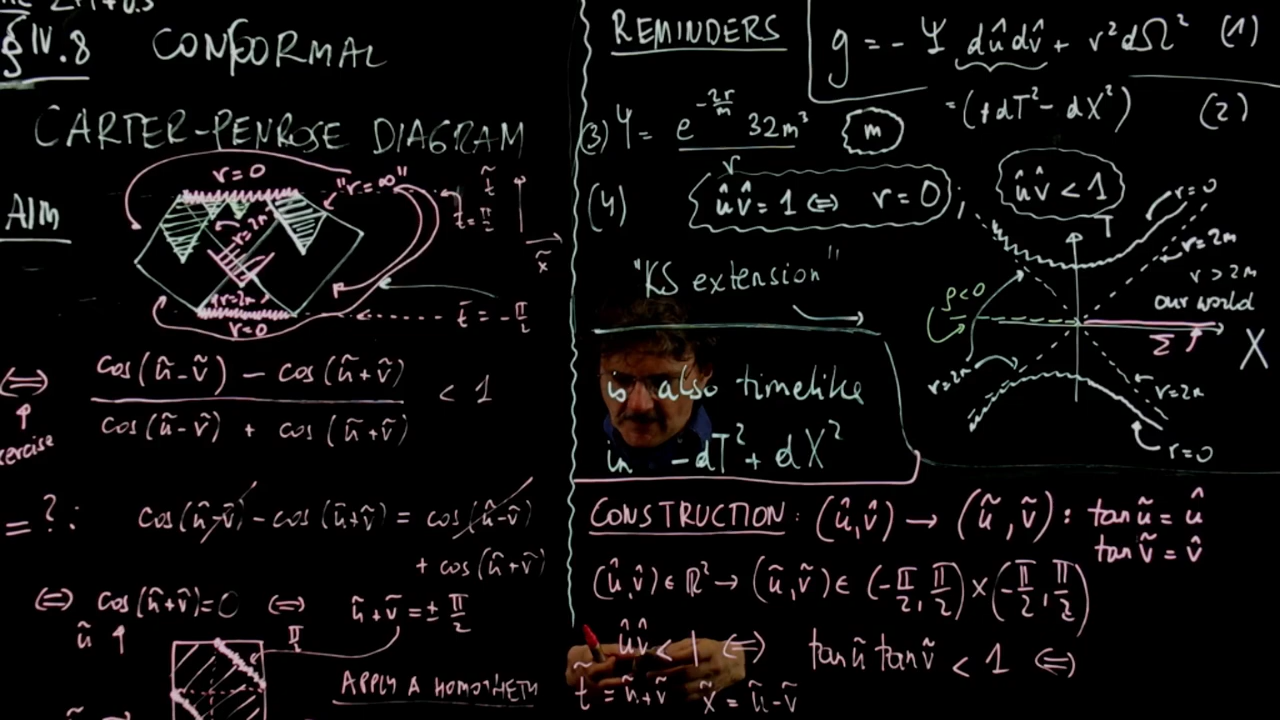 § IV.8 CONFORMAL
CARTER-PENROSE DIAGRAM
AIM
r=0
"r=∞"
r=2m
r=2m
r=0
t̃
t̃ = π/2
x̃
t̃ = -π/2
⇔ (cos(ũ-ṽ) - cos(ũ+ṽ)) / (cos(ũ-ṽ) + cos(ũ+ṽ)) < 1
exercise
= ?: cos(ũ-ṽ) - cos(ũ+ṽ) = cos(ũ-ṽ)
+ cos(ũ+ṽ)
⇔ cos(ũ+ṽ)=0 ⇔ ũ+ṽ = ± π/2
ũ
π/2
APPLY A HOMOTHETY
REMINDERS
g = - Ψ dûdv̂ + r²dΩ² (1)
= (+dT² - dX²) (2)
(3) Ψ = e^(-2r/m) 32m³ / r
m
(4) ûv̂ = 1 ⇔ r = 0 ; ûv̂ < 1
"KS extension"
T
r=0
r=2m
r > 2m
our world
ρ<0
Σ
X
r=2m
r=2m
r=0
is also timelike
in -dT² + dX²
CONSTRUCTION : (û,v̂) → (ũ,ṽ) : tan ũ = û
tan ṽ = v̂
(û,v̂) ∈ ℝ² → (ũ,ṽ) ∈ (-π/2, π/2) × (-π/2, π/2)
ûv̂ < 1 ⇔ tan ũ tan ṽ < 1 ⇔
t̃ = ũ+ṽ x̃ = ũ-ṽ